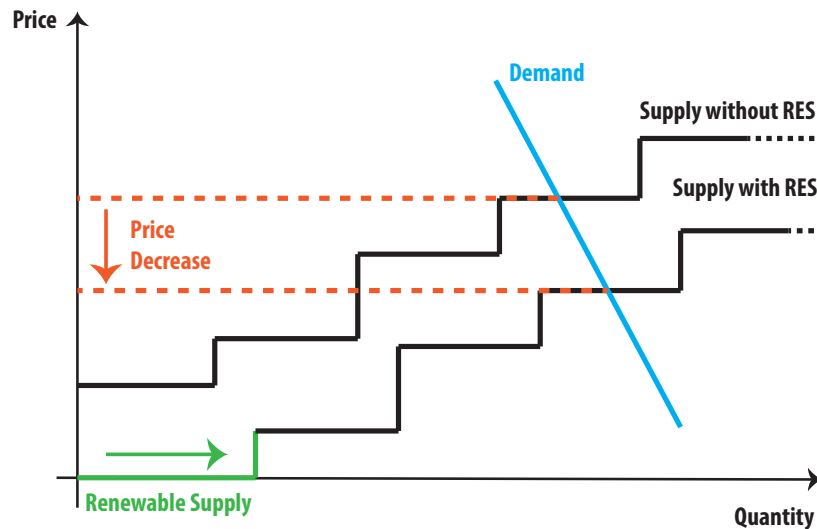 Price
Demand
Supply without RES
Supply with RES
Price
Decrease
Renewable Supply
Quantity